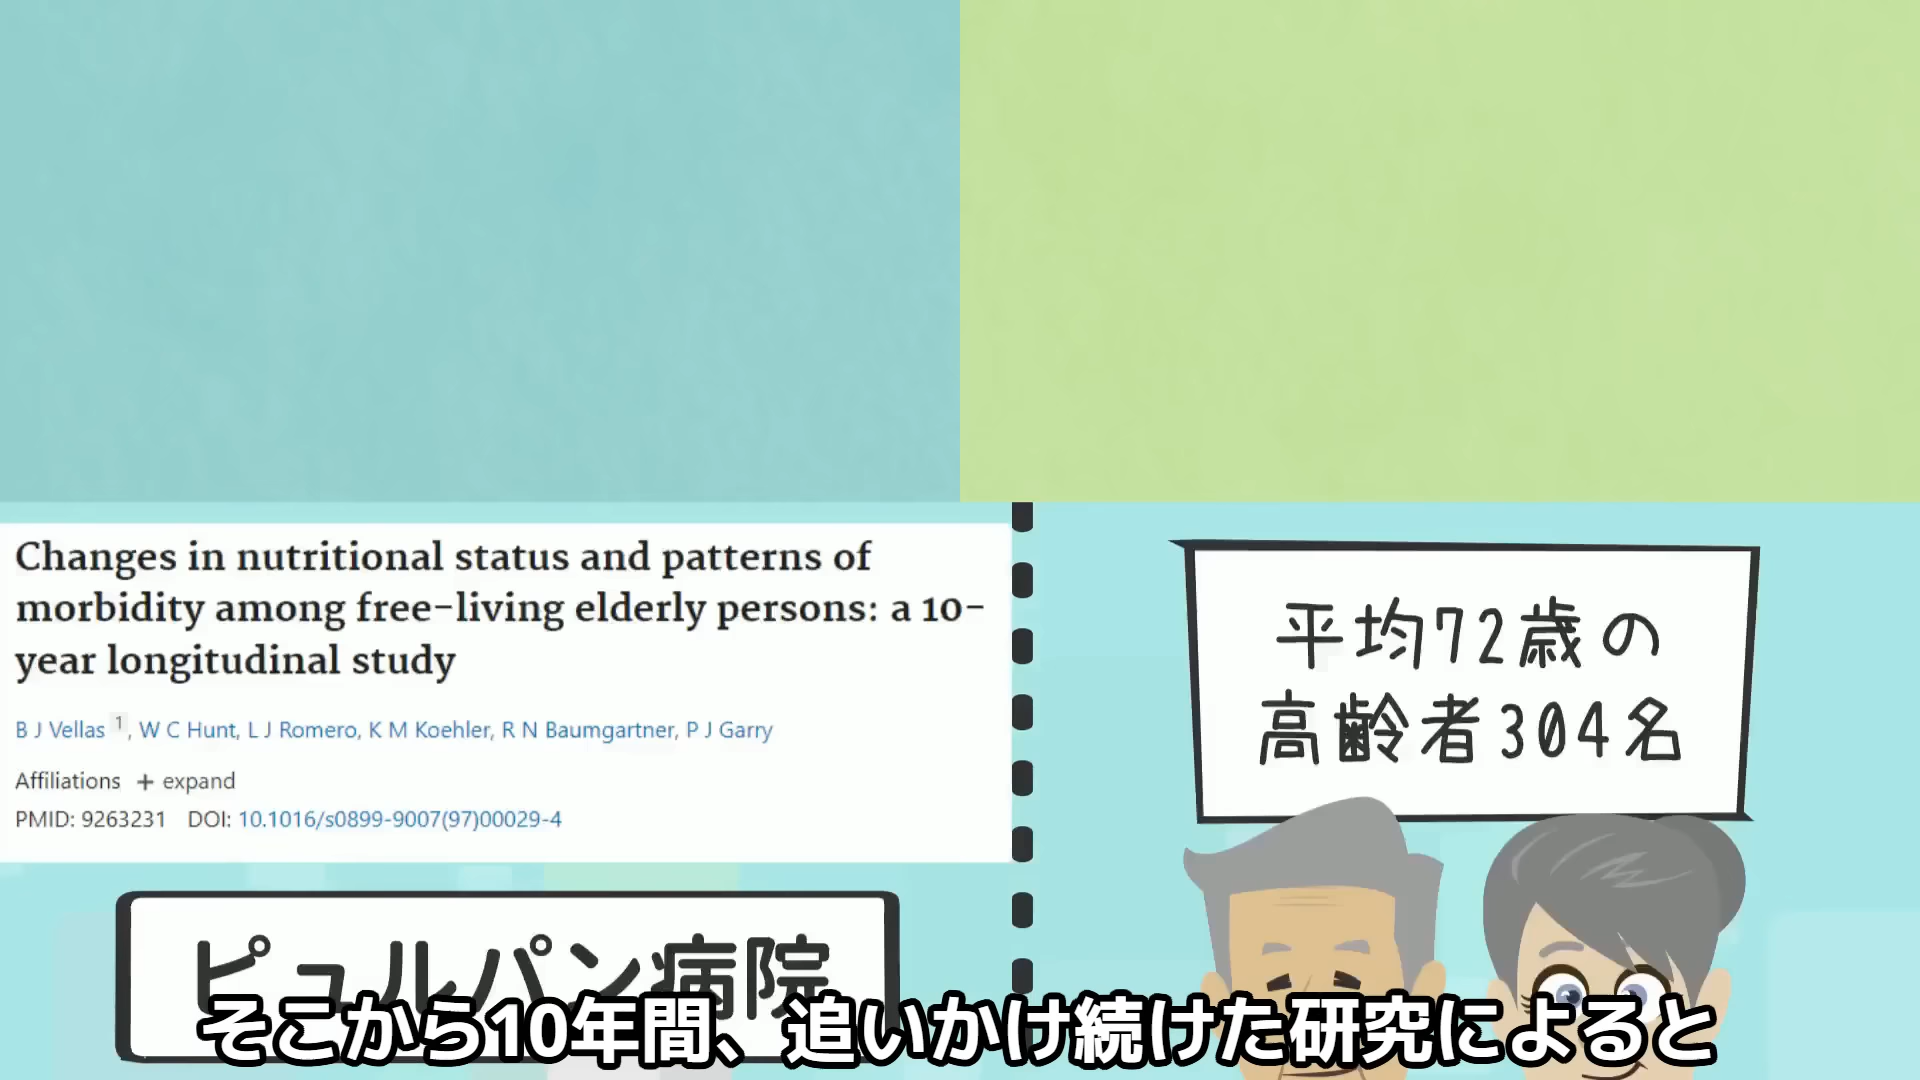 Changes in nutritional status and patterns of
morbidity among free-living elderly persons: a 10-
year longitudinal study
B J Vellas 1, W C Hunt, L J Romero, K M Koehler, R N Baumgartner, P J Garry
Affiliations + expand
PMID: 9263231 DOI: 10.1016/s0899-9007(97)00029-4
平均72歳の
高齢者304名
ピュルパン病院
そこから10年間、追いかけ続けた研究によると